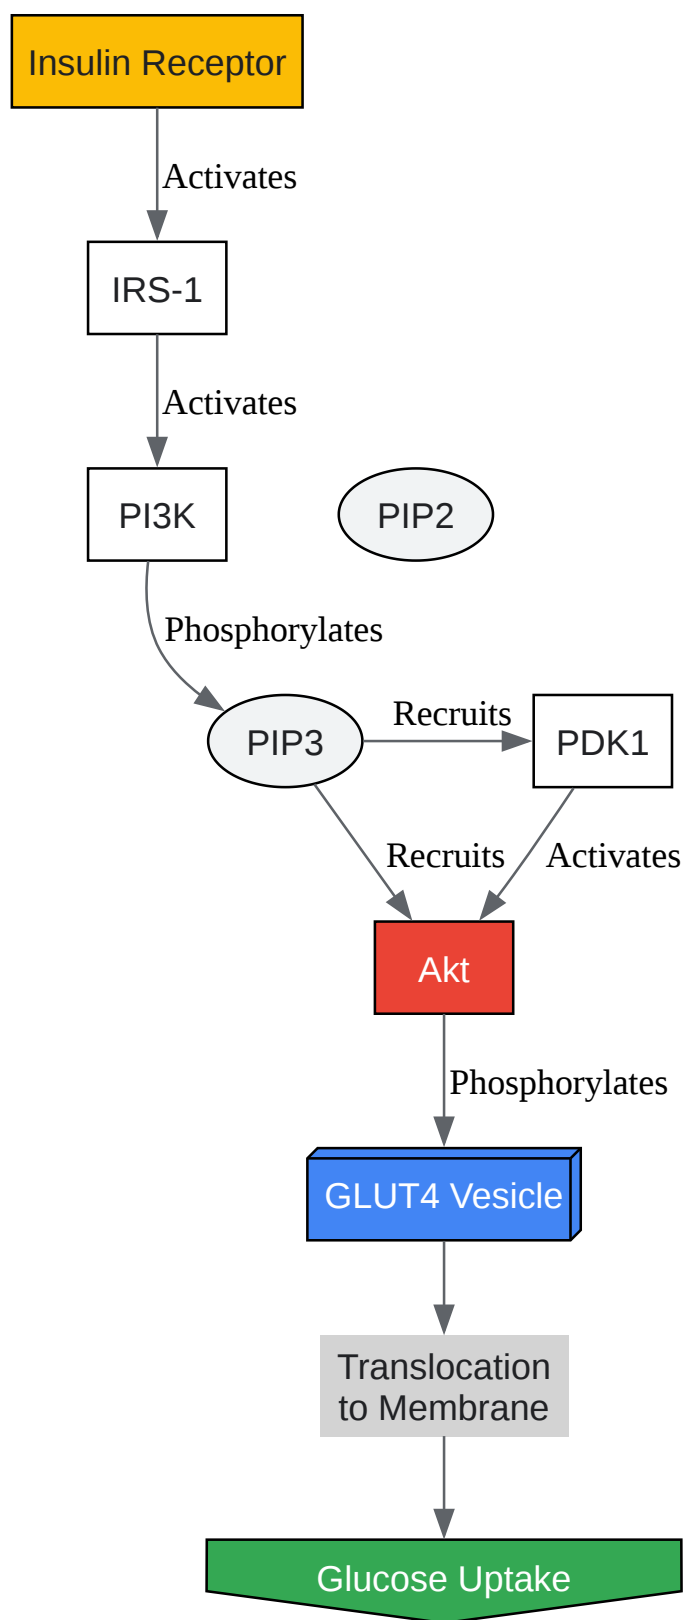 Insulin Receptor
Activates
IRS-1
Activates
PI3K
PIP2
Phosphorylates
PIP3
Recruits
PDK1
Recruits
Activates
Akt
Phosphorylates
GLUT4 Vesicle
Translocation
to Membrane
Glucose Uptake